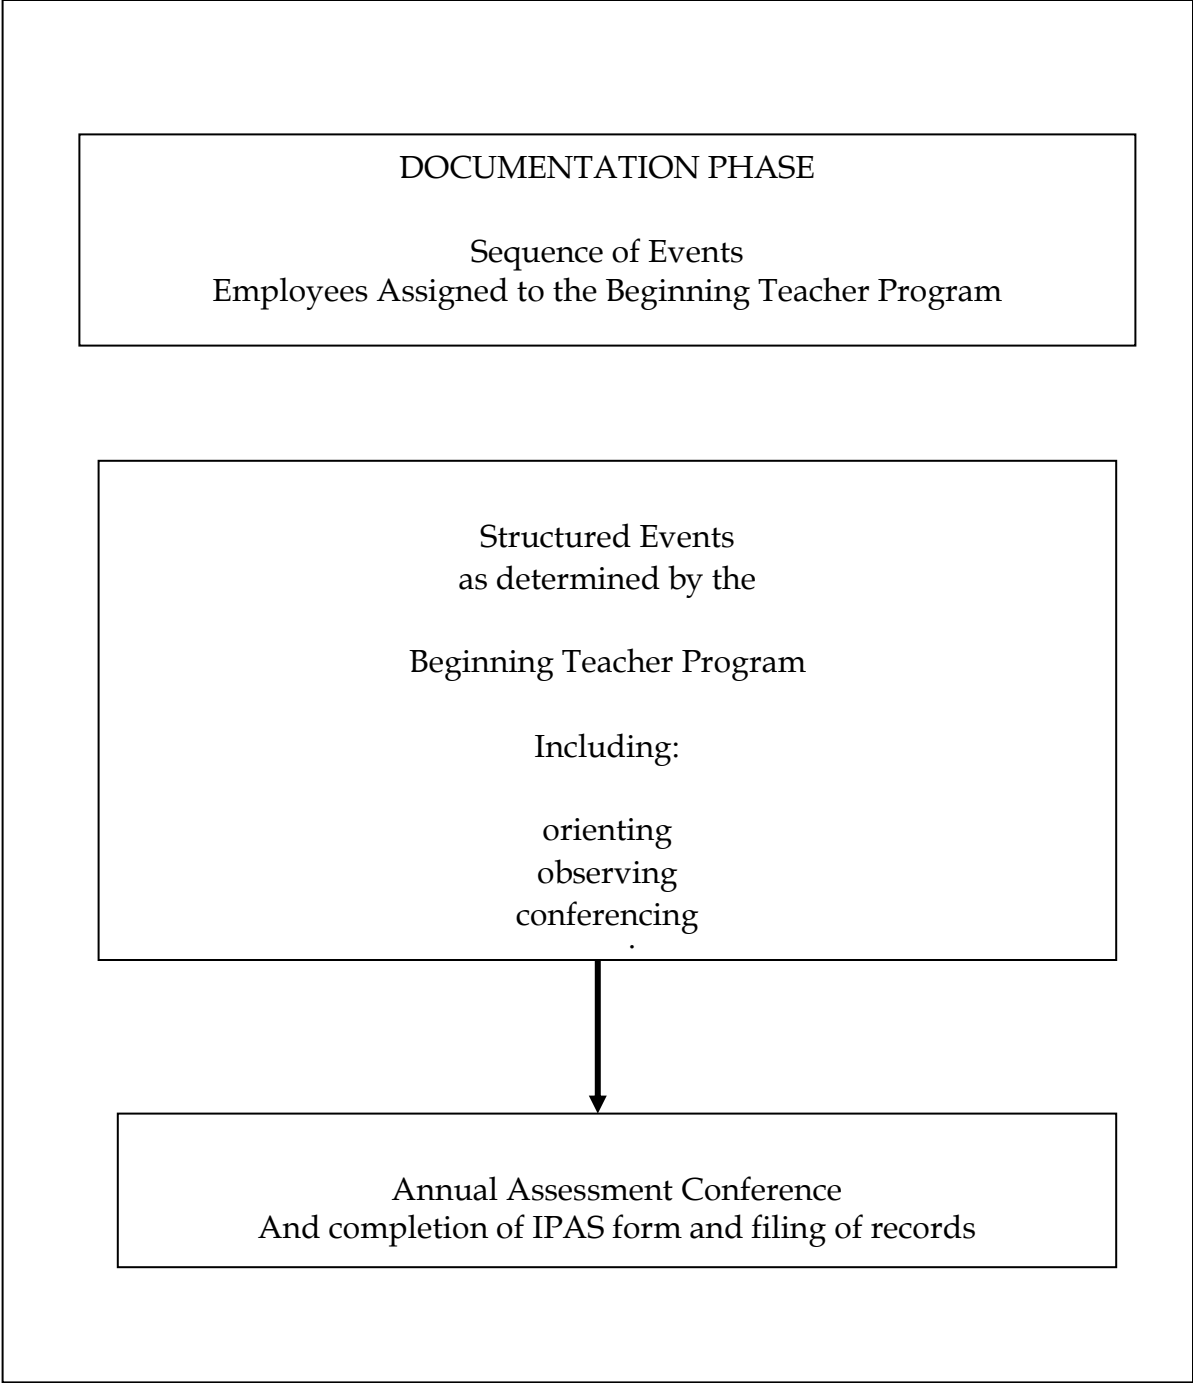 DOCUMENTATION PHASE
Sequence of Events
Employees Assigned to the Beginning Teacher Program
Structured Events
as determined by the
Beginning Teacher Program
Including:
orienting
observing
conferencing
.
Annual Assessment Conference
And completion of IPAS form and filing of records